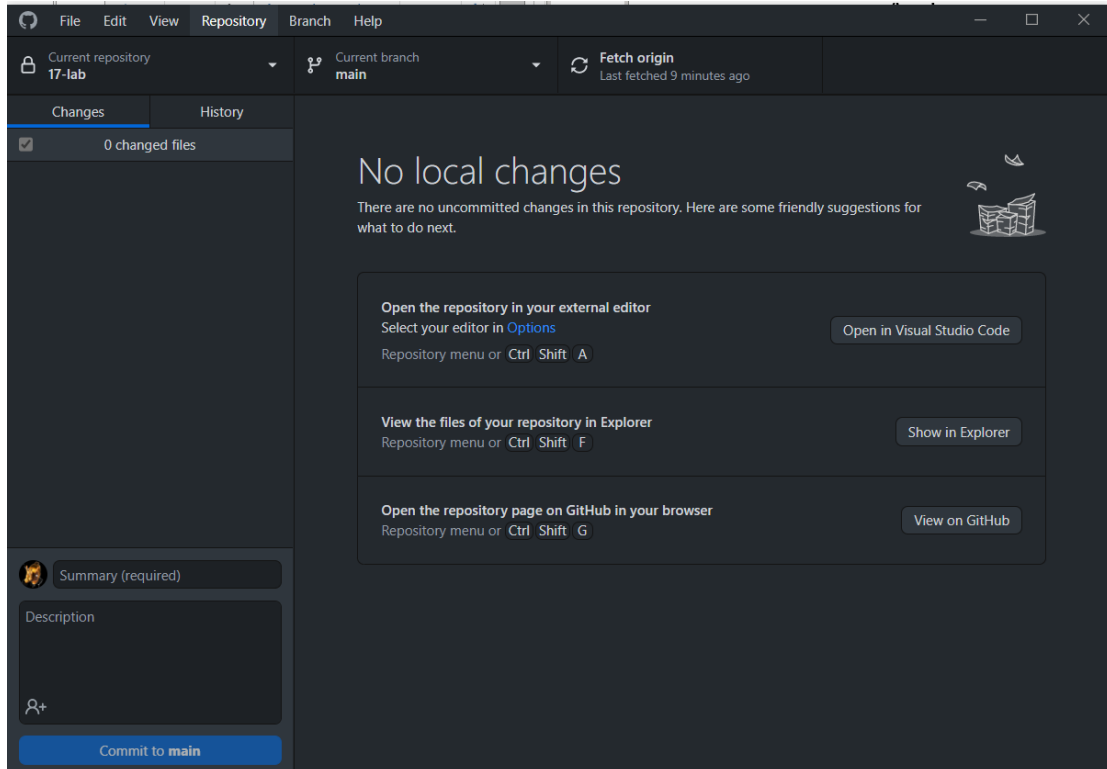 File Edit View Repository Branch Help
Current repository
17-lab
Current branch
main
Fetch origin
Last fetched 9 minutes ago
Changes
History
0 changed files
No local changes
There are no uncommitted changes in this repository. Here are some friendly suggestions for
what to do next.
Open the repository in your external editor
Select your editor in Options
Repository menu or Ctrl Shift A
Open in Visual Studio Code
View the files of your repository in Explorer
Repository menu or Ctrl Shift F
Show in Explorer
Open the repository page on GitHub in your browser
Repository menu or Ctrl Shift G
View on GitHub
Summary (required)
Description
Commit to main